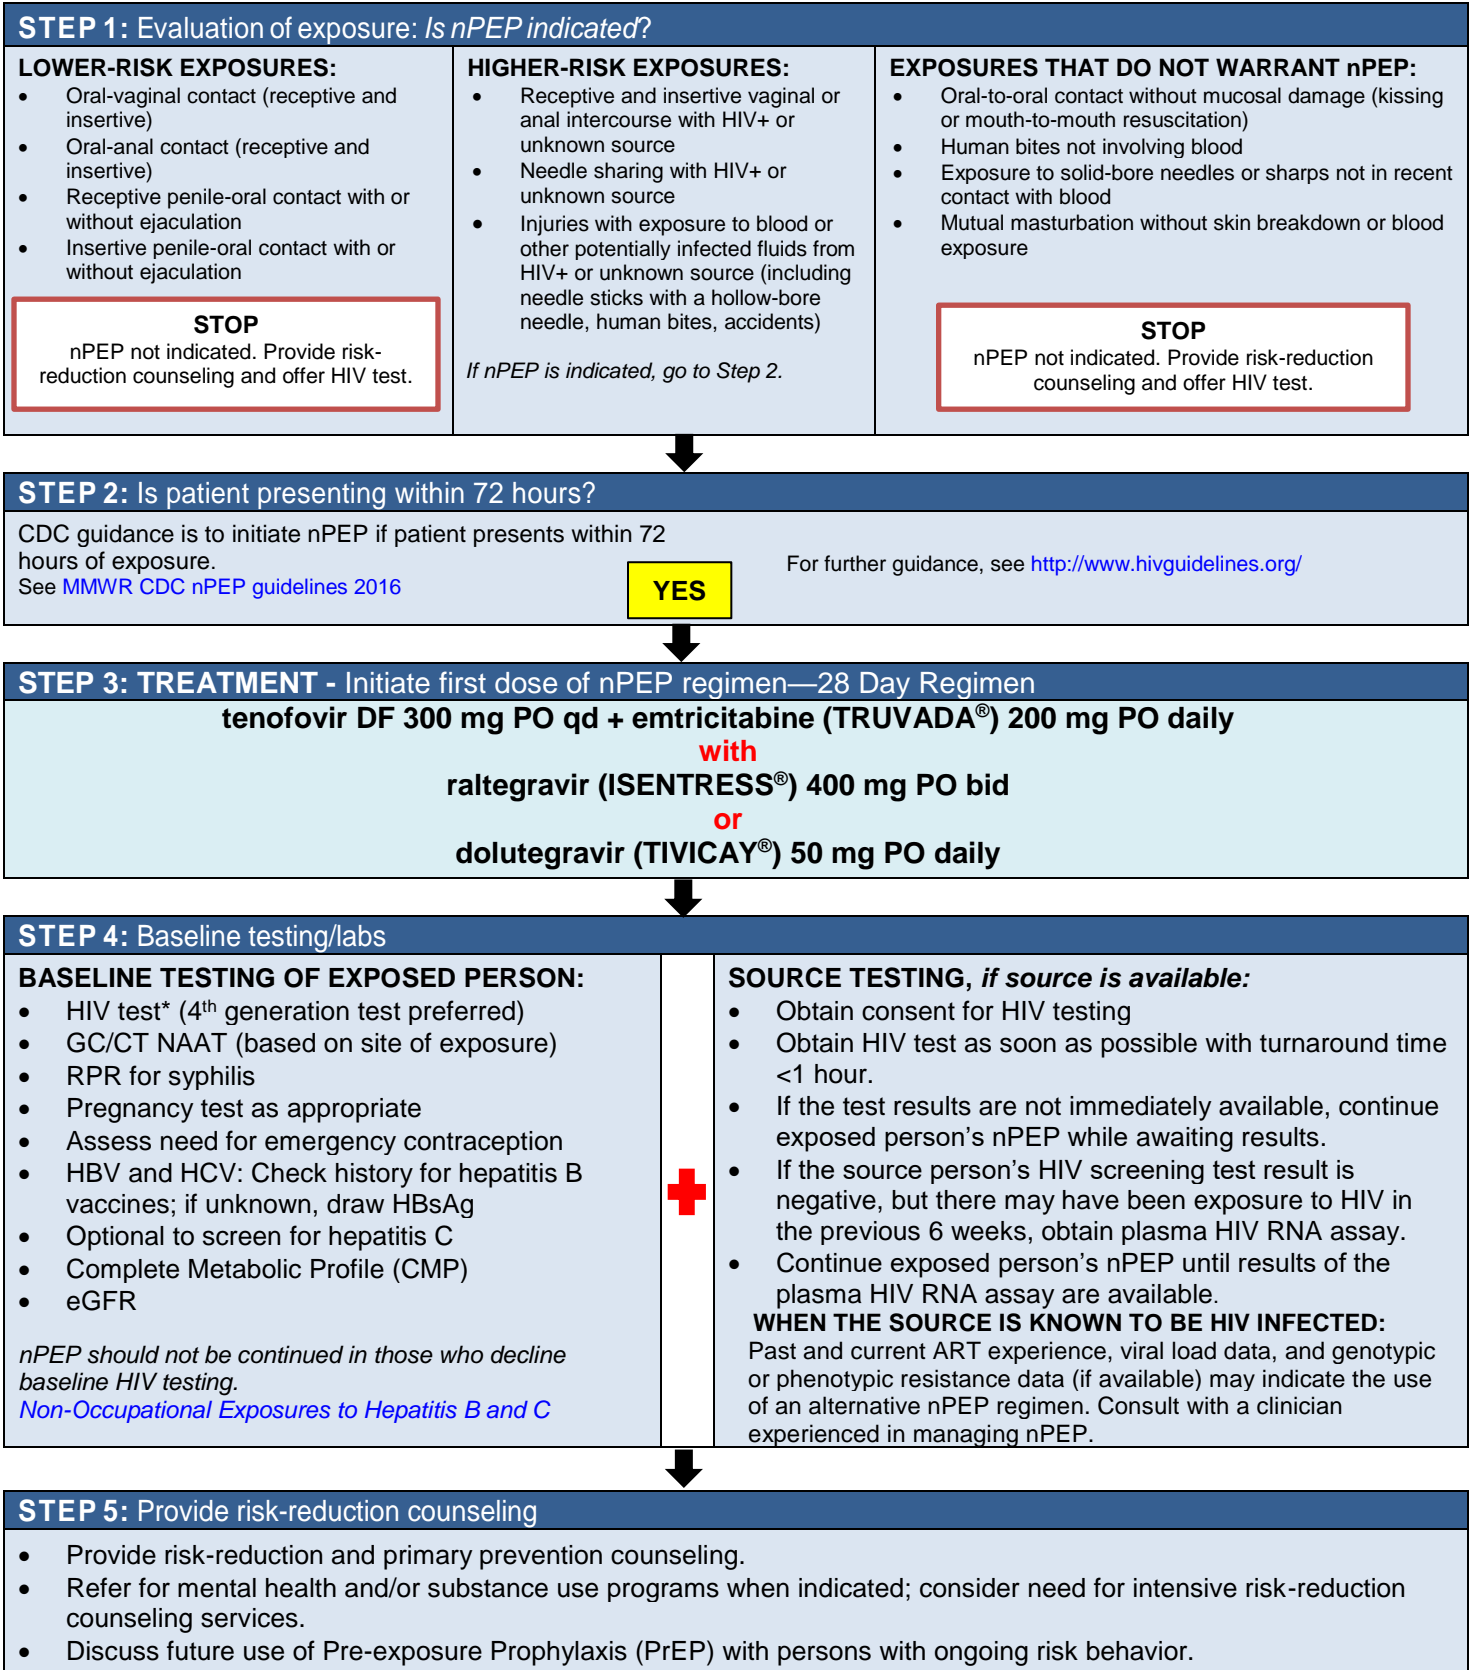 STEP 1: Evaluation of exposure: Is nPEP indicated?
LOWER-RISK EXPOSURES:
• Oral-vaginal contact (receptive and
insertive)
• Oral-anal contact (receptive and
insertive)
• Receptive penile-oral contact with or
without ejaculation
• Insertive penile-oral contact with or
without ejaculation
STOP
nPEP not indicated. Provide risk-
reduction counseling and offer HIV test.
HIGHER-RISK EXPOSURES:
• Receptive and insertive vaginal or
anal intercourse with HIV+ or
unknown source
• Needle sharing with HIV+ or
unknown source
• Injuries with exposure to blood or
other potentially infected fluids from
HIV+ or unknown source (including
needle sticks with a hollow-bore
needle, human bites, accidents)
If nPEP is indicated, go to Step 2.
EXPOSURES THAT DO NOT WARRANT nPEP:
• Oral-to-oral contact without mucosal damage (kissing
or mouth-to-mouth resuscitation)
• Human bites not involving blood
• Exposure to solid-bore needles or sharps not in recent
contact with blood
• Mutual masturbation without skin breakdown or blood
exposure
STOP
nPEP not indicated. Provide risk-reduction
counseling and offer HIV test.
STEP 2: Is patient presenting within 72 hours?
CDC guidance is to initiate nPEP if patient presents within 72
hours of exposure.
See MMWR CDC nPEP guidelines 2016
YES
For further guidance, see http://www.hivguidelines.org/
STEP 3: TREATMENT - Initiate first dose of nPEP regimen—28 Day Regimen
tenofovir DF 300 mg PO qd + emtricitabine (TRUVADA®) 200 mg PO daily
with
raltegravir (ISENTRESS®) 400 mg PO bid
or
dolutegravir (TIVICAY®) 50 mg PO daily
STEP 4: Baseline testing/labs
BASELINE TESTING OF EXPOSED PERSON:
• HIV test* (4th generation test preferred)
• GC/CT NAAT (based on site of exposure)
• RPR for syphilis
• Pregnancy test as appropriate
• Assess need for emergency contraception
• HBV and HCV: Check history for hepatitis B
vaccines; if unknown, draw HBsAg
• Optional to screen for hepatitis C
• Complete Metabolic Profile (CMP)
• eGFR
nPEP should not be continued in those who decline
baseline HIV testing.
Non-Occupational Exposures to Hepatitis B and C
SOURCE TESTING, if source is available:
• Obtain consent for HIV testing
• Obtain HIV test as soon as possible with turnaround time
<1 hour.
• If the test results are not immediately available, continue
exposed person's nPEP while awaiting results.
• If the source person's HIV screening test result is
negative, but there may have been exposure to HIV in
the previous 6 weeks, obtain plasma HIV RNA assay.
• Continue exposed person's nPEP until results of the
plasma HIV RNA assay are available.
WHEN THE SOURCE IS KNOWN TO BE HIV INFECTED:
Past and current ART experience, viral load data, and genotypic
or phenotypic resistance data (if available) may indicate the use
of an alternative nPEP regimen. Consult with a clinician
experienced in managing nPEP.
STEP 5: Provide risk-reduction counseling
• Provide risk-reduction and primary prevention counseling.
• Refer for mental health and/or substance use programs when indicated; consider need for intensive risk-reduction
counseling services.
• Discuss future use of Pre-exposure Prophylaxis (PrEP) with persons with ongoing risk behavior.